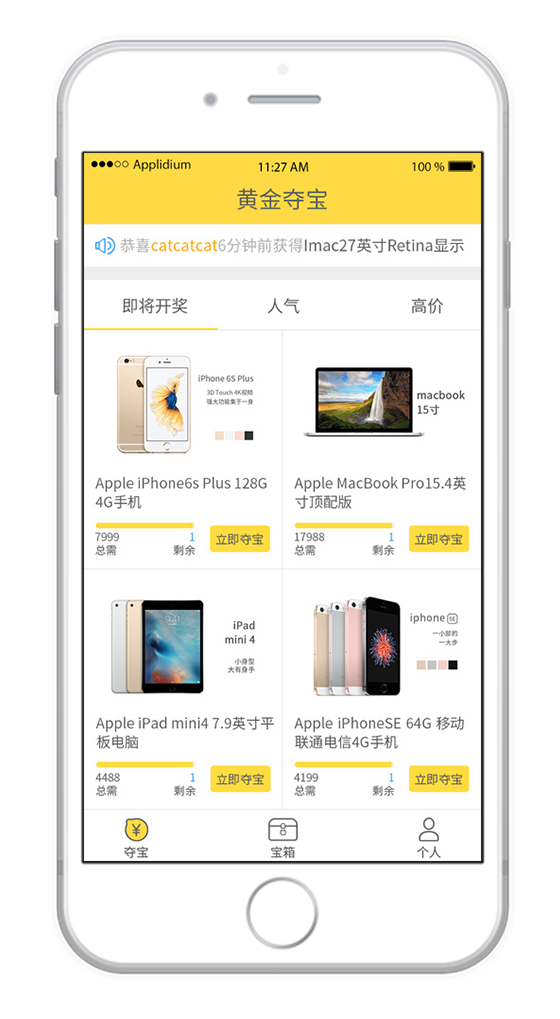 Applidium 11:27 AM 100 %
黄金夺宝
恭喜catcatcat6分钟前获得Imac27英寸Retina显示
即将开奖 人气 高价
iPhone 6S Plus
3D Touch 4K视频
强大功能集于一身
macbook
15寸
Apple iPhone6s Plus 128G
4G手机
7999 1
总需 剩余
立即夺宝
Apple MacBook Pro15.4英
寸顶配版
17988 1
总需 剩余
立即夺宝
iPad
mini 4
小身型
大有身手
iphone SE
一小部的
一大步
Apple iPad mini4 7.9英寸平
板电脑
4488 1
总需 剩余
立即夺宝
Apple iPhoneSE 64G 移动
联通电信4G手机
4199 1
总需 剩余
立即夺宝
¥
夺宝 宝箱 个人